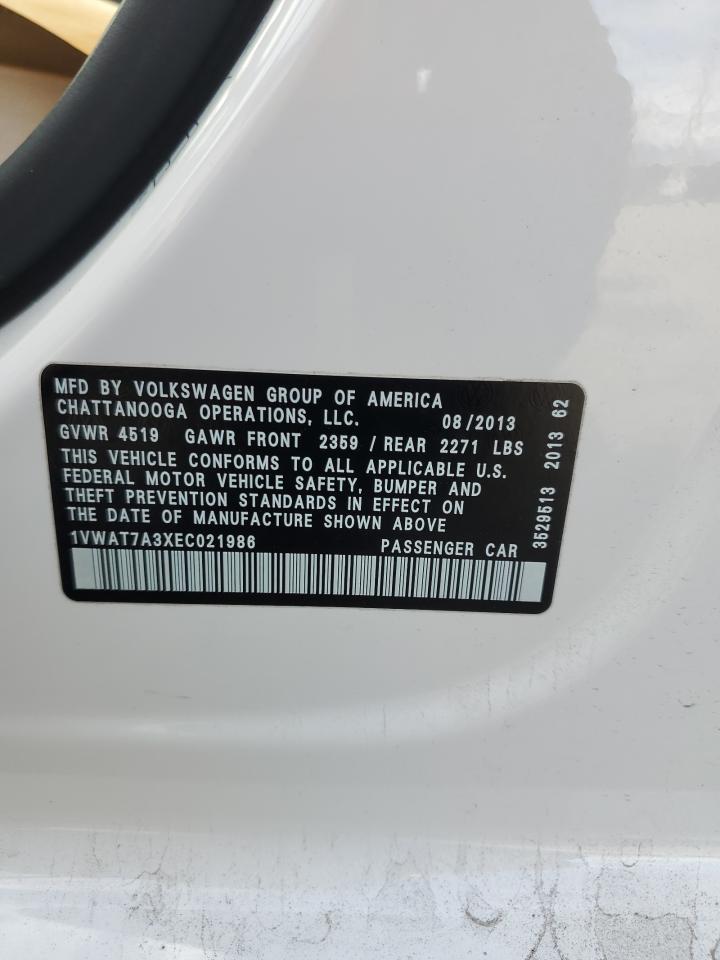 MFD BY VOLKSWAGEN GROUP OF AMERICA
CHATTANOOGA OPERATIONS, LLC. 08/2013
GVWR 4519 GAWR FRONT 2359 / REAR 2271 LBS
THIS VEHICLE CONFORMS TO ALL APPLICABLE U.S.
FEDERAL MOTOR VEHICLE SAFETY, BUMPER AND
THEFT PREVENTION STANDARDS IN EFFECT ON
THE DATE OF MANUFACTURE SHOWN ABOVE
1VWAT7A3XEC021986 PASSENGER CAR
3529513 2013 62